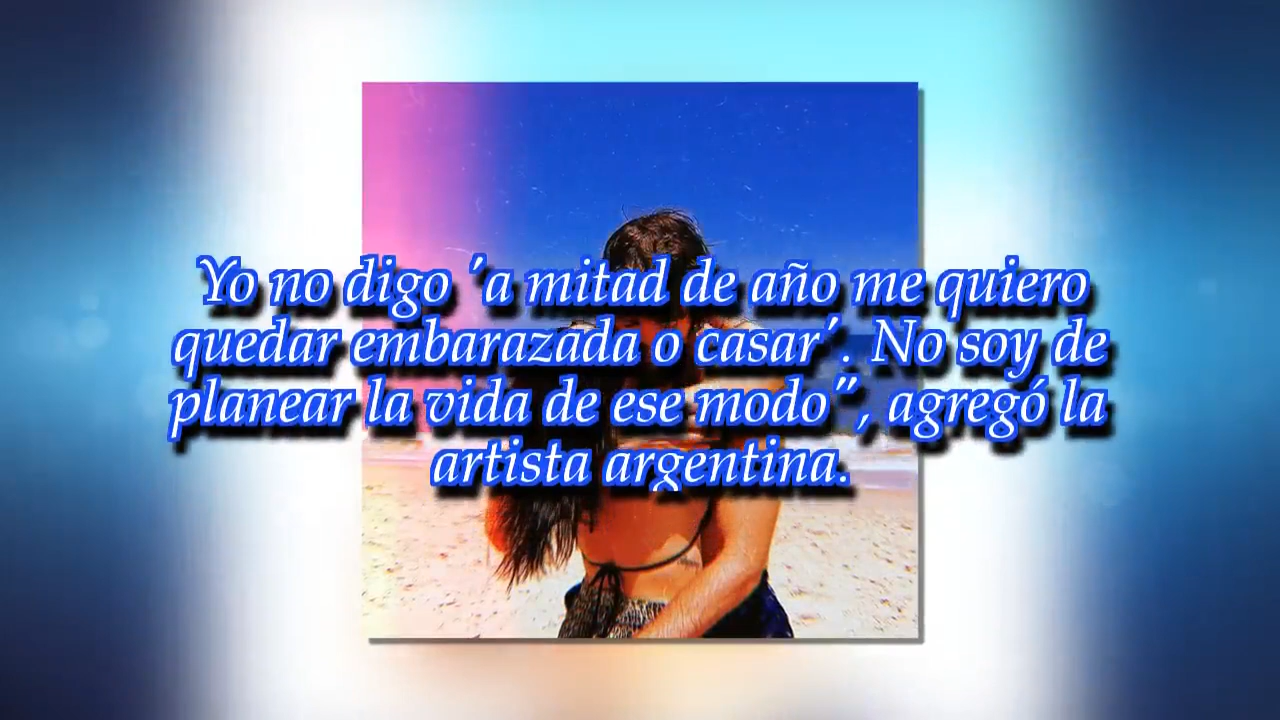 Yo no digo ´a mitad de año me quiero
quedar embarazada o casar´. No soy de
planear la vida de ese modo", agregó la
artista argentina.